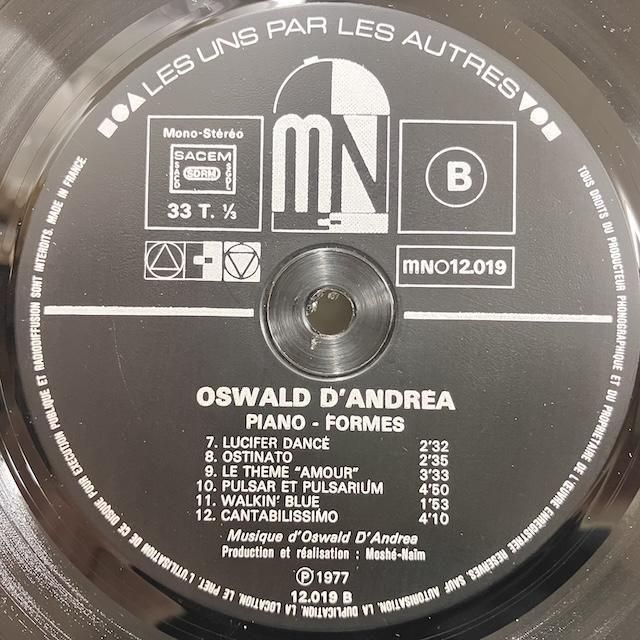 LES UNS PAR LES AUTRES
Mono-Stéréo
SACEM
SACD SDRM SGDL
33 T. ⅓
MN
B
MNO12.019
OSWALD D'ANDREA
PIANO - FORMES
7. LUCIFER DANCE 2'32
8. OSTINATO 2'35
9. LE THEME "AMOUR" 3'33
10. PULSAR ET PULSARIUM 4'50
11. WALKIN' BLUE 1'53
12. CANTABILISSIMO 4'10
Musique d'Oswald D'Andrea
Production et réalisation : Moshé-Naïm
Ⓟ 1977
12.019 B
TOUS DROITS DU PRODUCTEUR PHONOGRAPHIQUE ET DU PROPRIETAIRE DE L'ŒUVRE ENREGISTREE RESERVES. SAUF AUTORISATION, LA DUPLICATION, LA LOCATION, LE PRET, L'UTILISATION DE CE DISQUE POUR EXECUTION PUBLIQUE ET RADIODIFFUSION SONT INTERDITS. MADE IN FRANCE.